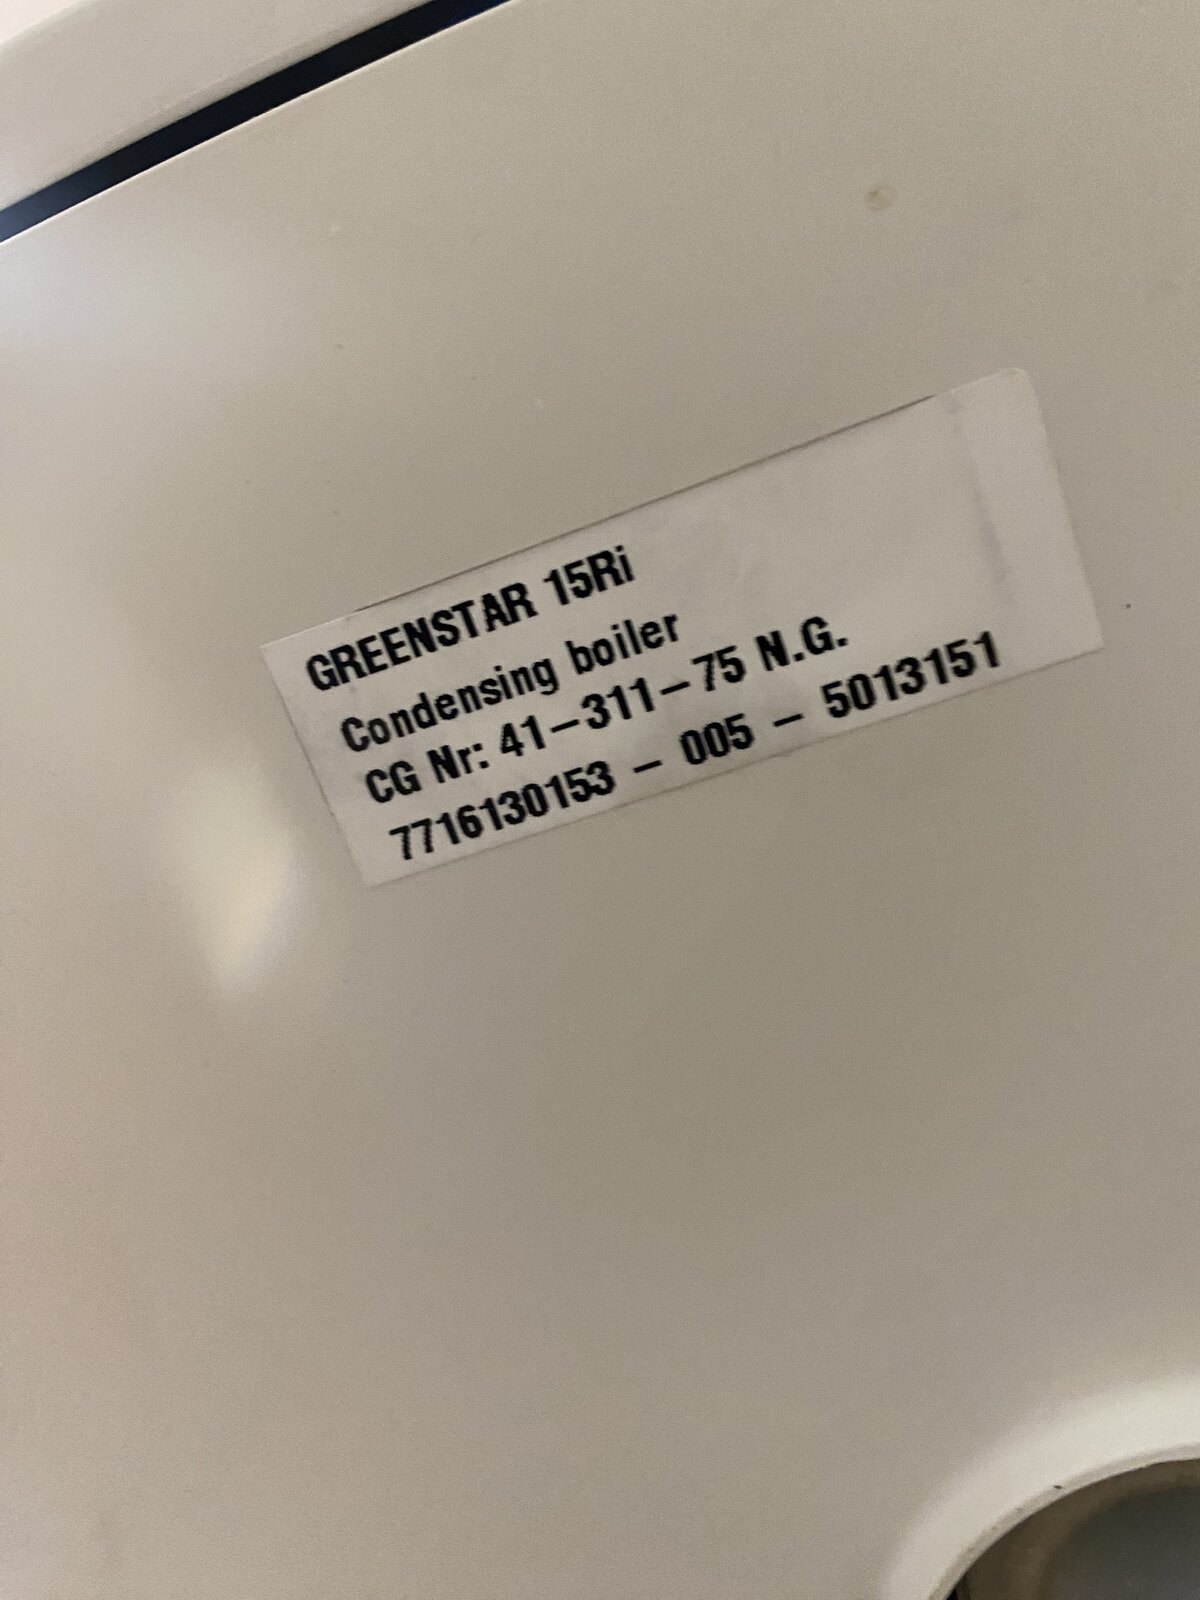 GREENSTAR 15Ri
Condensing boiler
CG Nr: 41–311–75 N.G.
7716130153 – 005 – 5013151